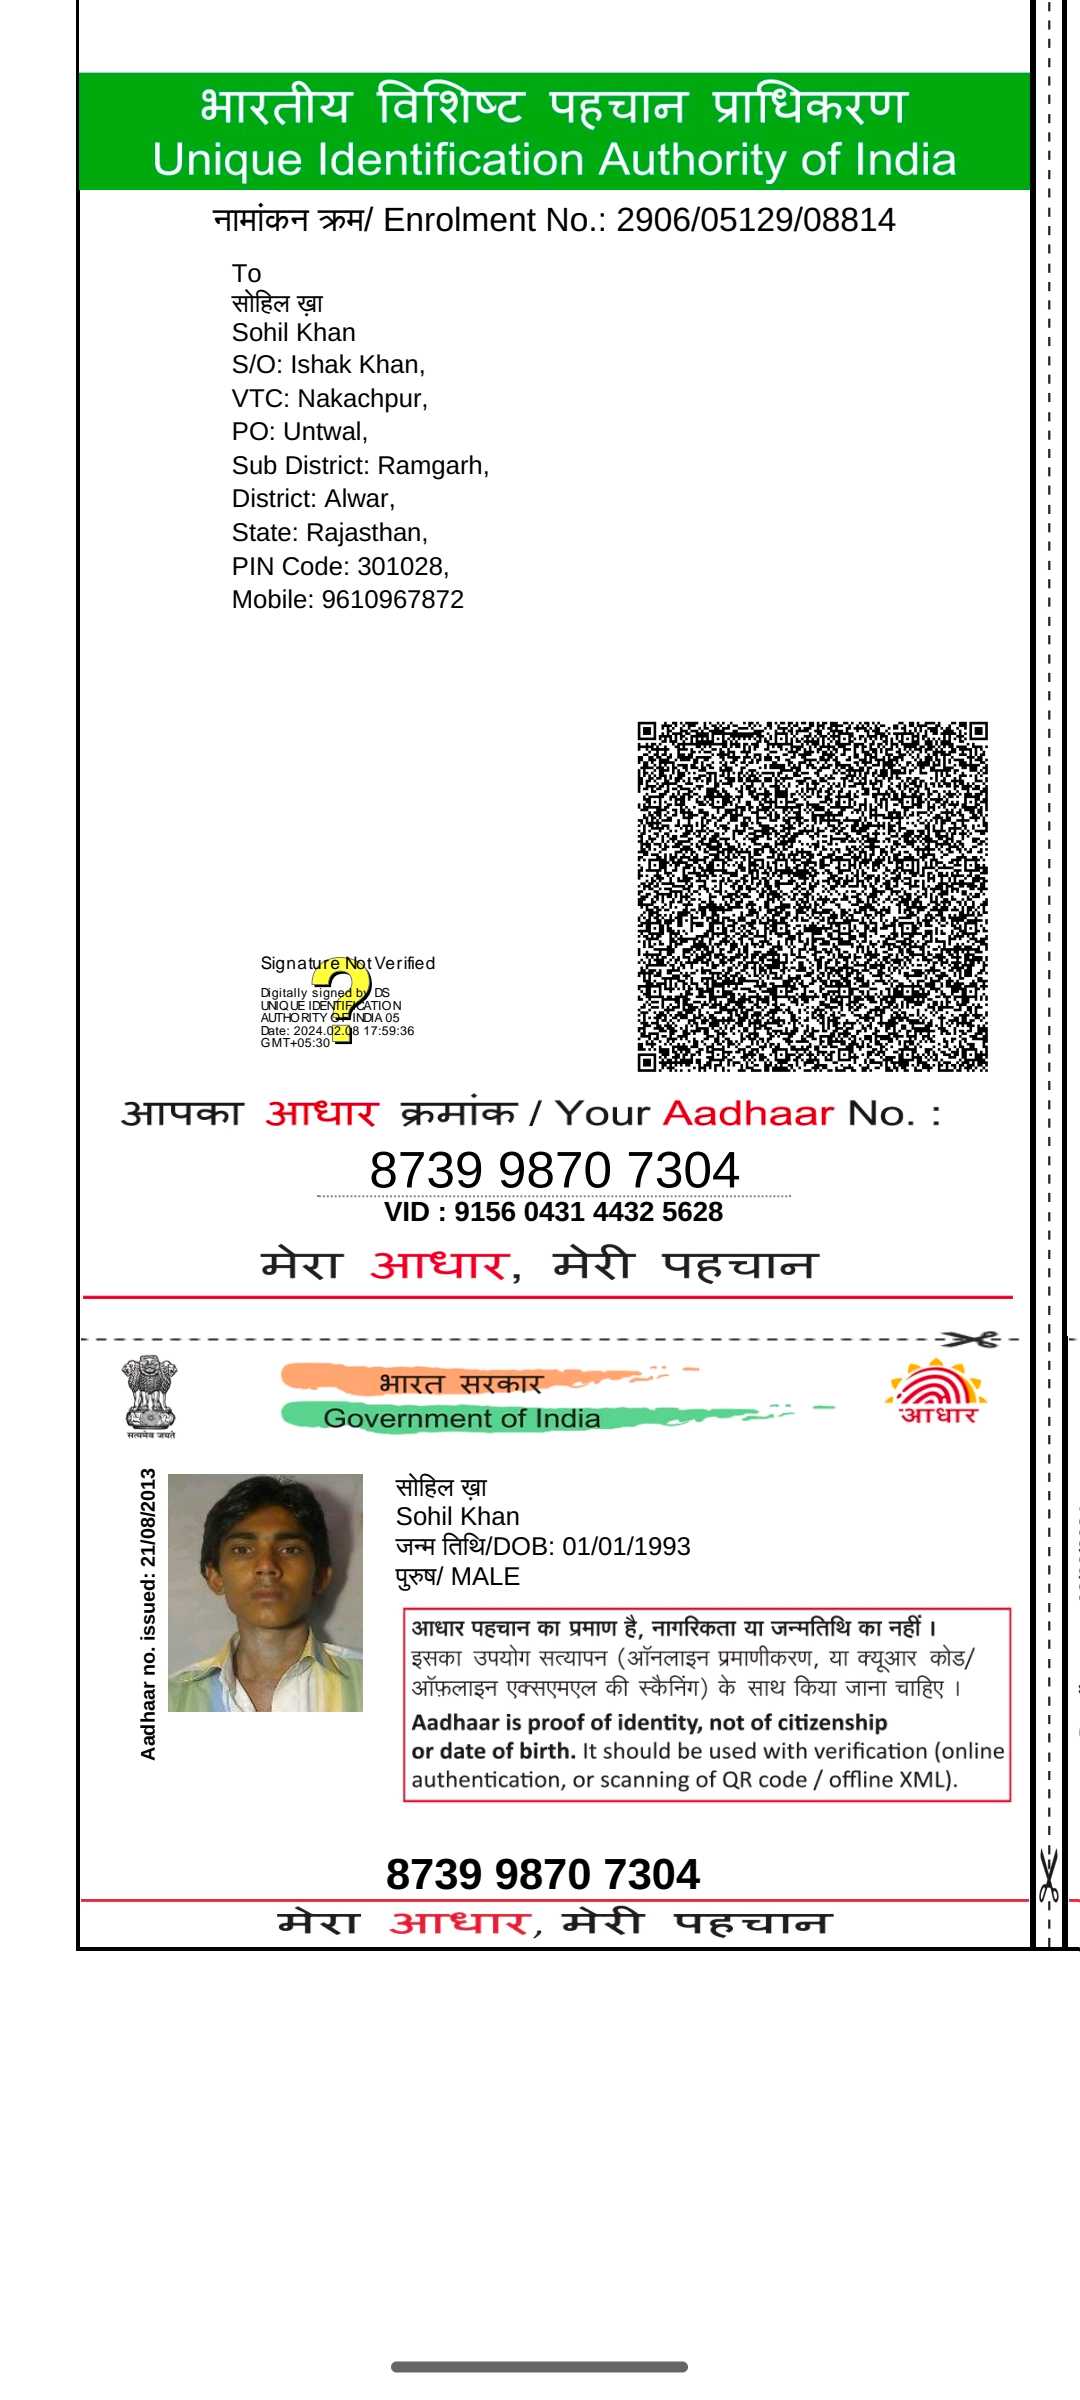 भारतीय विशिष्ट पहचान प्राधिकरण
Unique Identification Authority of India
नामांकन क्रम/ Enrolment No.: 2906/05129/08814
To
सोहिल ख़ा
Sohil Khan
S/O: Ishak Khan,
VTC: Nakachpur,
PO: Untwal,
Sub District: Ramgarh,
District: Alwar,
State: Rajasthan,
PIN Code: 301028,
Mobile: 9610967872
Signature Not Verified
Digitally signed by DS
UNIQUE IDENTIFICATION
AUTHORITY OF INDIA 05
Date: 2024.02.08 17:59:36
GMT+05:30
आपका आधार क्रमांक / Your Aadhaar No. :
8739 9870 7304
VID : 9156 0431 4432 5628
मेरा आधार, मेरी पहचान
सत्यमेव जयते
भारत सरकार
Government of India
आधार
Aadhaar no. issued: 21/08/2013
सोहिल ख़ा
Sohil Khan
जन्म तिथि/DOB: 01/01/1993
पुरुष/ MALE
आधार पहचान का प्रमाण है, नागरिकता या जन्मतिथि का नहीं ।
इसका उपयोग सत्यापन (ऑनलाइन प्रमाणीकरण, या क्यूआर कोड/
ऑफ़लाइन एक्सएमएल की स्कैनिंग) के साथ किया जाना चाहिए ।
Aadhaar is proof of identity, not of citizenship
or date of birth. It should be used with verification (online
authentication, or scanning of QR code / offline XML).
8739 9870 7304
मेरा आधार, मेरी पहचान